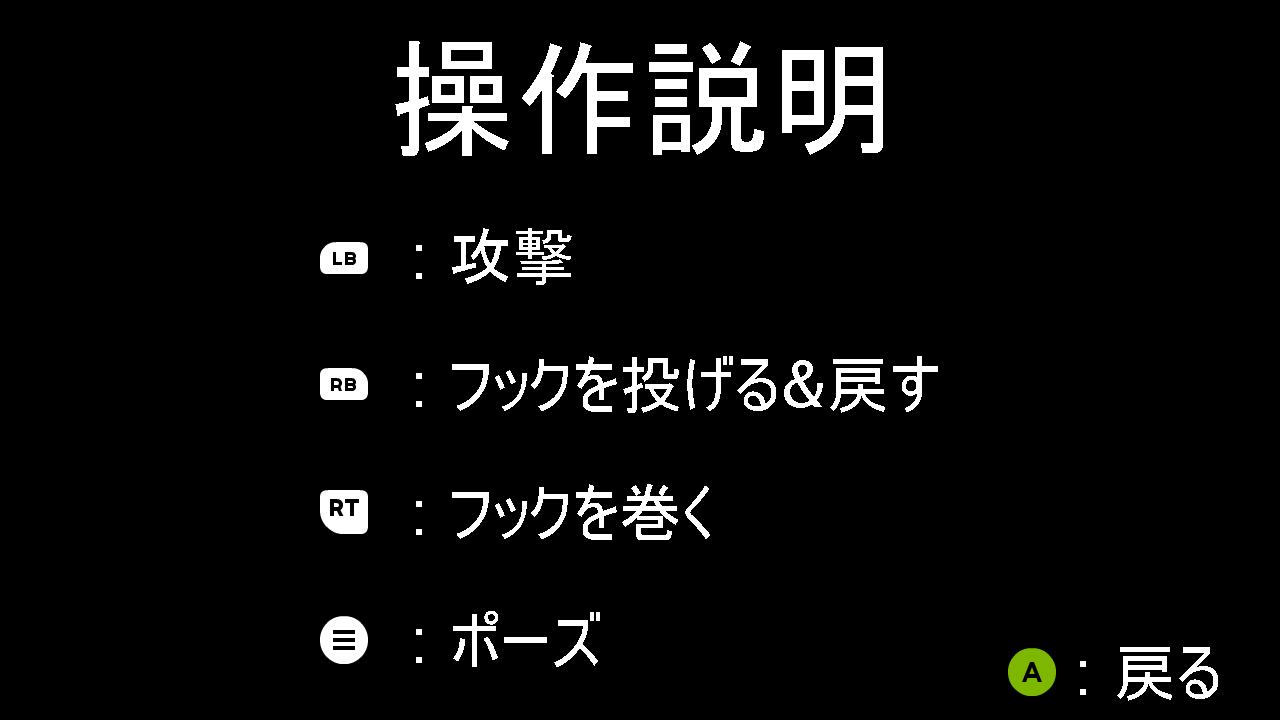 操作説明
LB : 攻撃
RB : フックを投げる&戻す
RT : フックを巻く
: ポーズ
A : 戻る